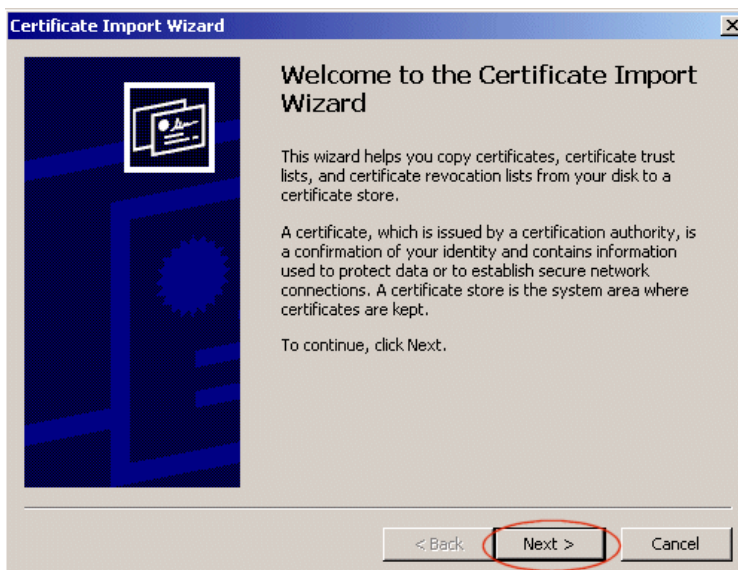 Certificate Import Wizard
Welcome to the Certificate Import
Wizard
This wizard helps you copy certificates, certificate trust
lists, and certificate revocation lists from your disk to a
certificate store.
A certificate, which is issued by a certification authority, is
a confirmation of your identity and contains information
used to protect data or to establish secure network
connections. A certificate store is the system area where
certificates are kept.
To continue, click Next.
< Back Next > Cancel